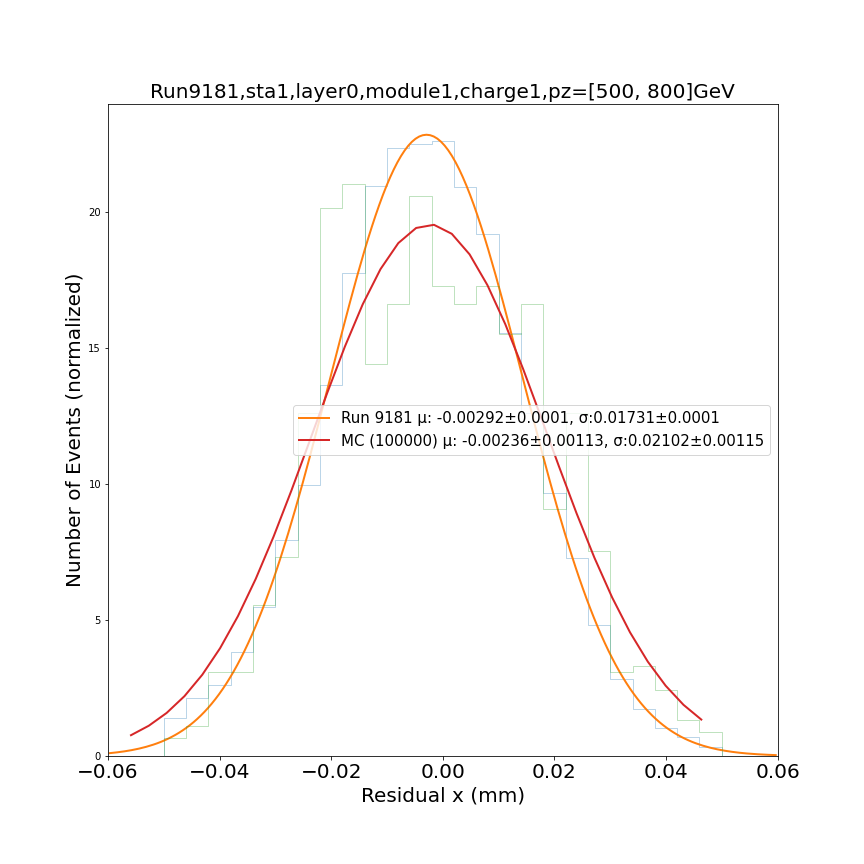 Run9181,sta1,layer0,module1,charge1,pz=[500, 800]GeV
Number of Events (normalized)
20
15
10
5
0
Run 9181 μ: -0.00292±0.0001, σ:0.01731±0.0001
MC (100000) μ: -0.00236±0.00113, σ:0.02102±0.00115
−0.06 −0.04 −0.02 0.00 0.02 0.04 0.06
Residual x (mm)